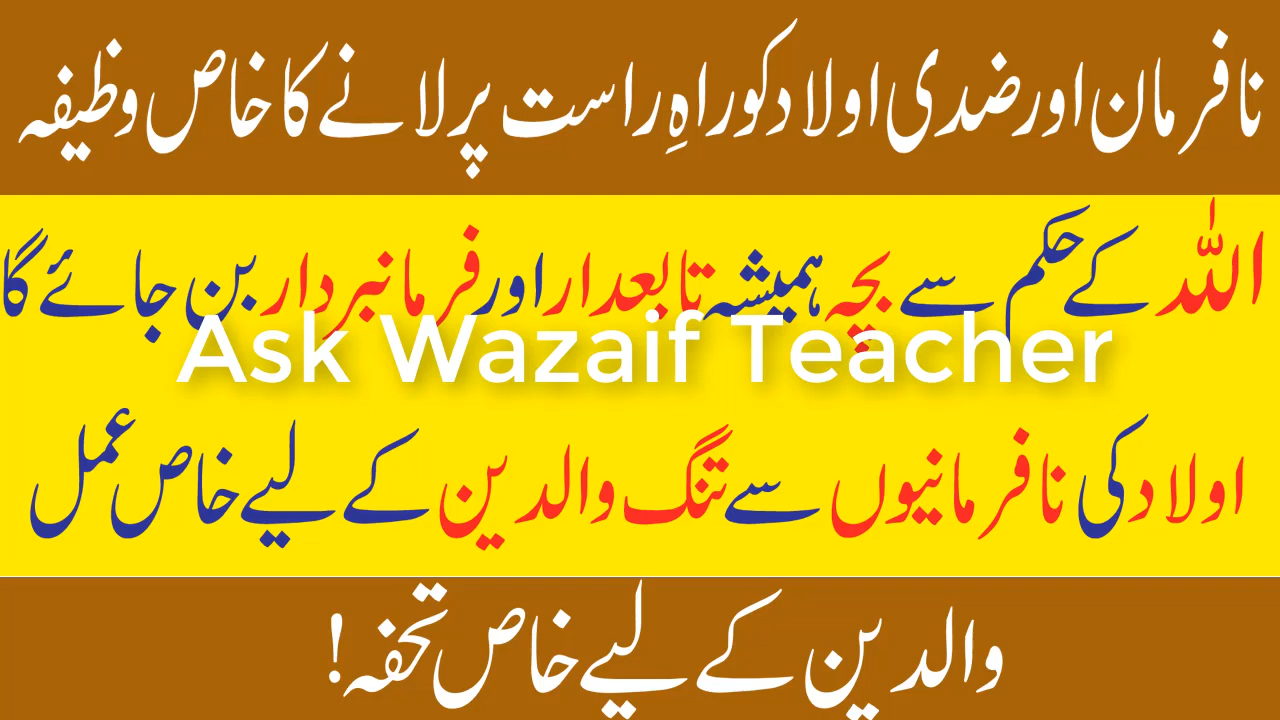 نافرمان اور ضدی اولاد کو راہِ راست پر لانے کا خاص وظیفہ
اللہ کے حکم سے بچہ ہمیشہ تابعدار اور فرمانبردار بن جائے گا
Ask Wazaif Teacher
اولاد کی نافرمانیوں سے تنگ والدین کے لیے خاص عمل
والدین کے لیے خاص تحفہ!